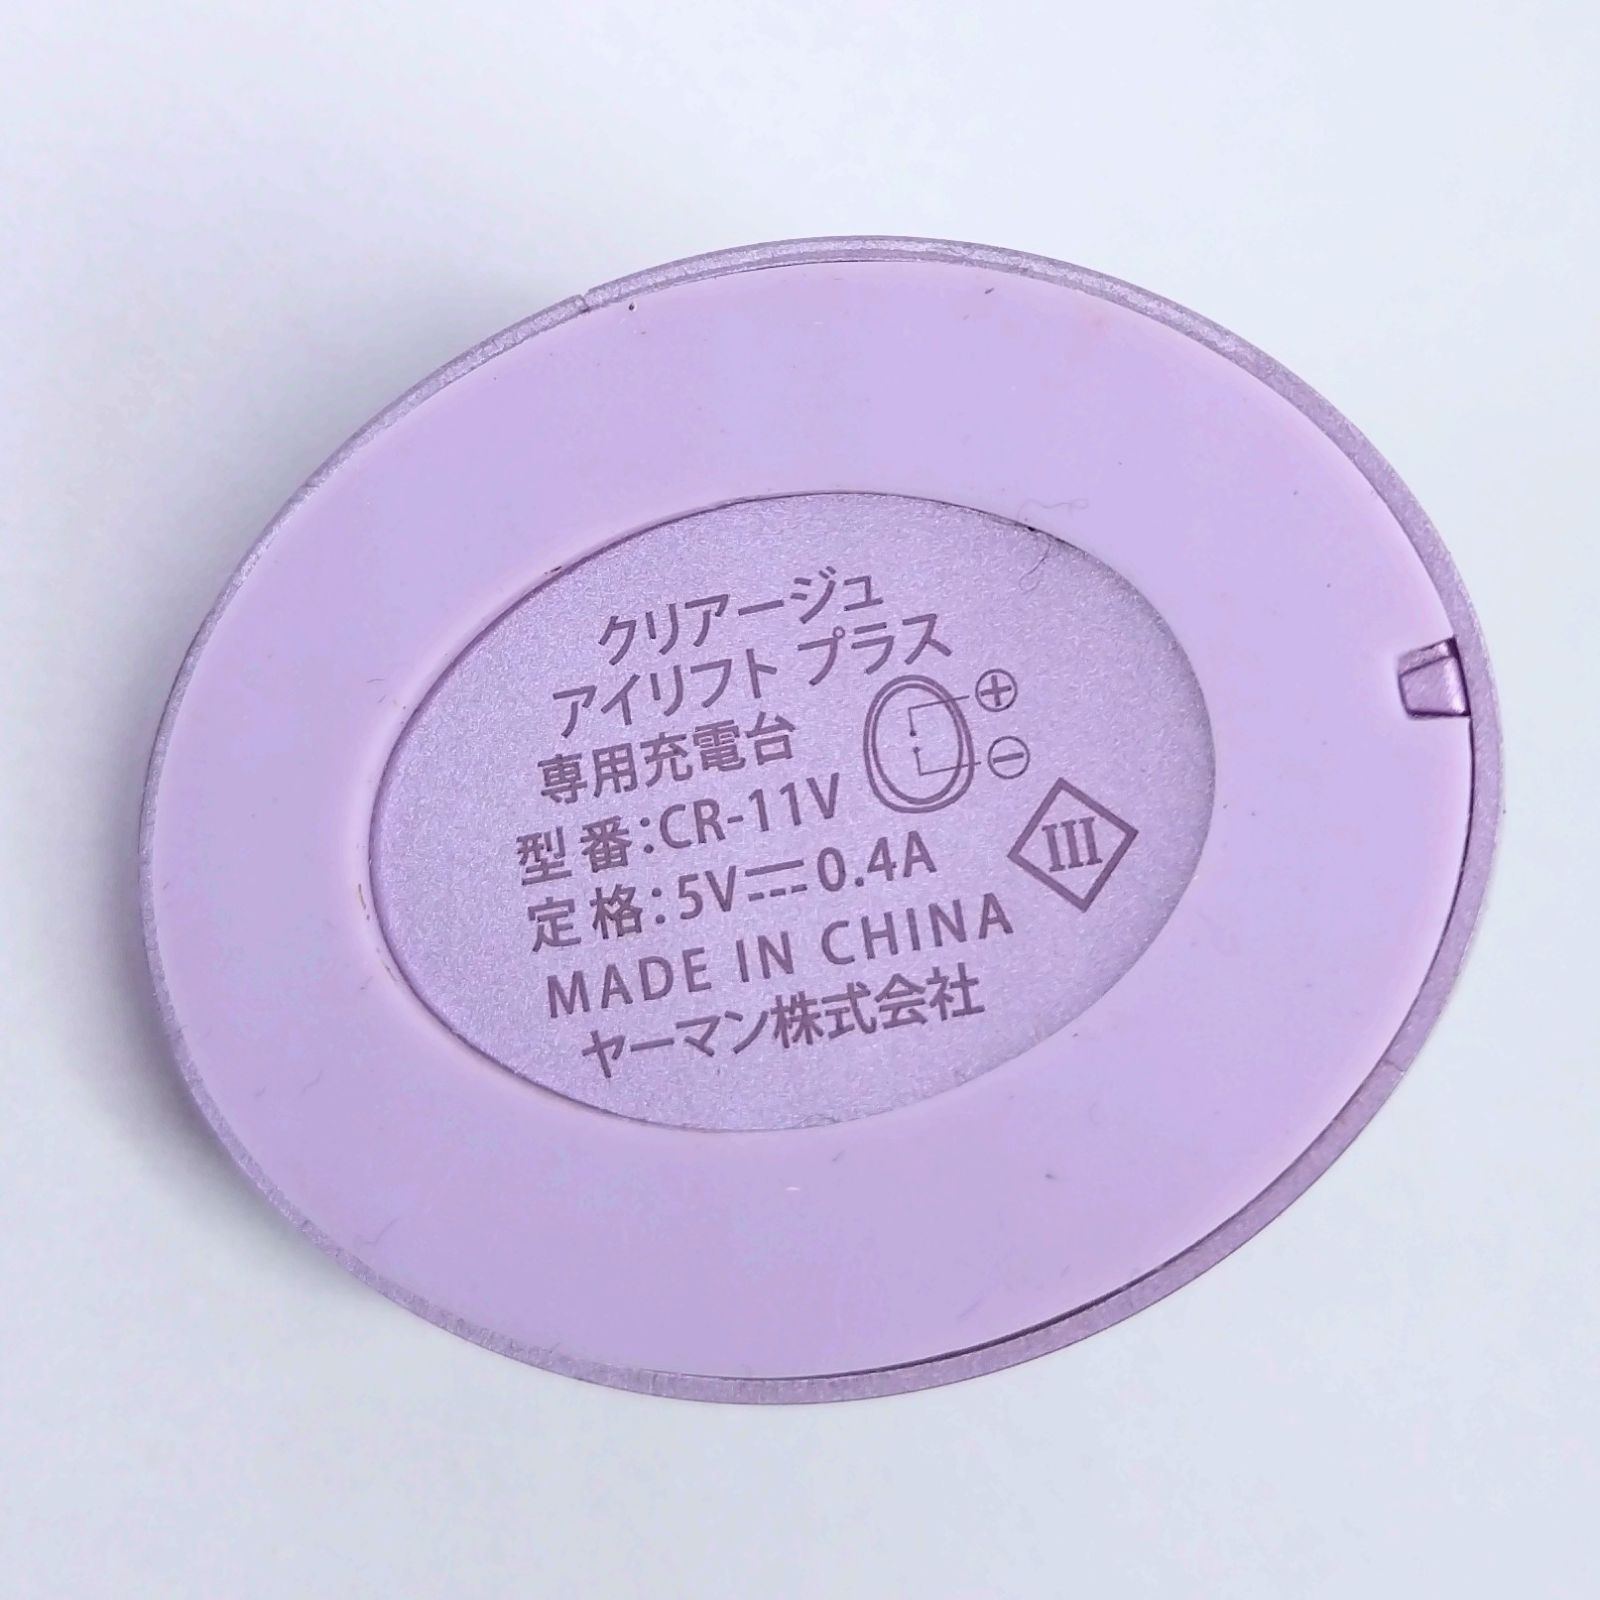 クリアージュ
アイリフト プラス
専用充電台
⊕
⊖
型番:CR-11V
定格:5V⎓0.4A
III
MADE IN CHINA
ヤーマン株式会社